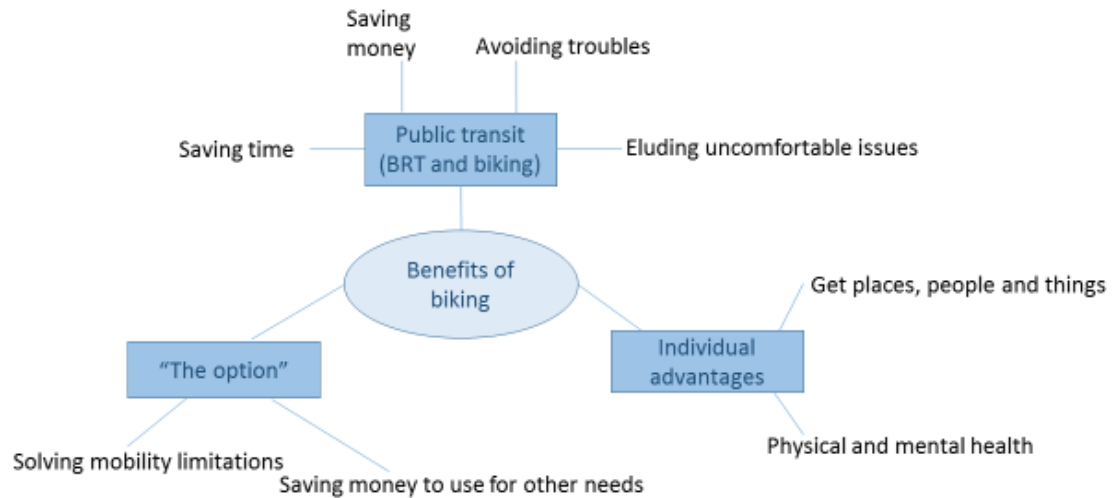 Saving
money
Avoiding troubles
Public transit
(BRT and biking)
Saving time
Eluding uncomfortable issues
Benefits of
biking
Get places, people and things
Individual
advantages
“The option”
Physical and mental health
Solving mobility limitations
Saving money to use for other needs